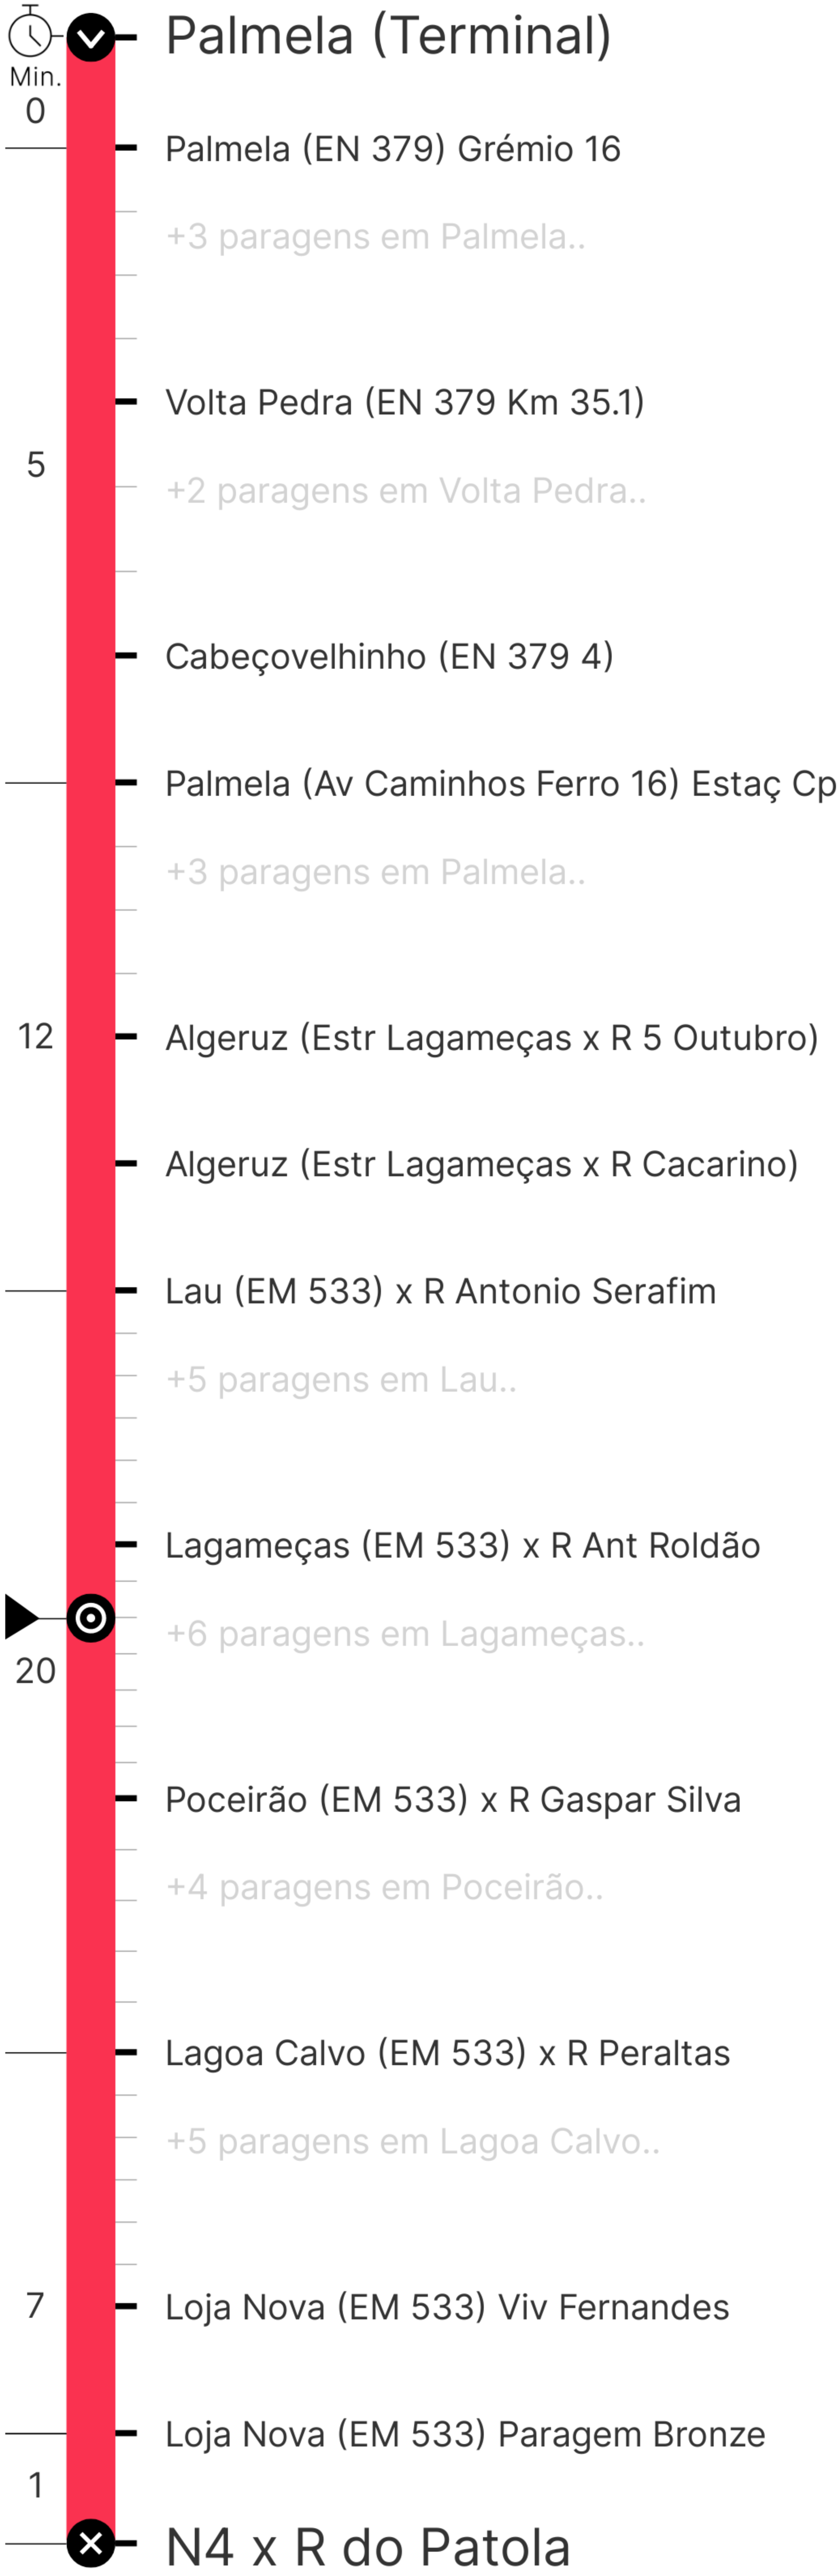 Palmela (Terminal)
Min.
0
Palmela (EN 379) Grémio 16
+3 paragens em Palmela..
Volta Pedra (EN 379 Km 35.1)
5
+2 paragens em Volta Pedra..
Cabeçovelhinho (EN 379 4)
Palmela (Av Caminhos Ferro 16) Estaç Cp
+3 paragens em Palmela..
12
Algeruz (Estr Lagameças x R 5 Outubro)
Algeruz (Estr Lagameças x R Cacarino)
Lau (EM 533) x R Antonio Serafim
+5 paragens em Lau..
Lagameças (EM 533) x R Ant Roldão
+6 paragens em Lagameças..
20
Poceirão (EM 533) x R Gaspar Silva
+4 paragens em Poceirão..
Lagoa Calvo (EM 533) x R Peraltas
+5 paragens em Lagoa Calvo..
7
Loja Nova (EM 533) Viv Fernandes
Loja Nova (EM 533) Paragem Bronze
1
N4 x R do Patola